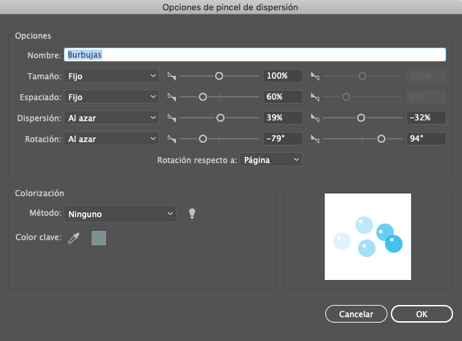 Opciones de pincel de dispersión
Opciones
Nombre: Burbujas
Tamaño: Fijo 100% 100%
Espaciado: Fijo 60%
Dispersión: Al azar 39% -32%
Rotación: Al azar -79° 94°
Rotación respecto a: Página
Colorización
Método: Ninguno
Color clave:
Cancelar OK